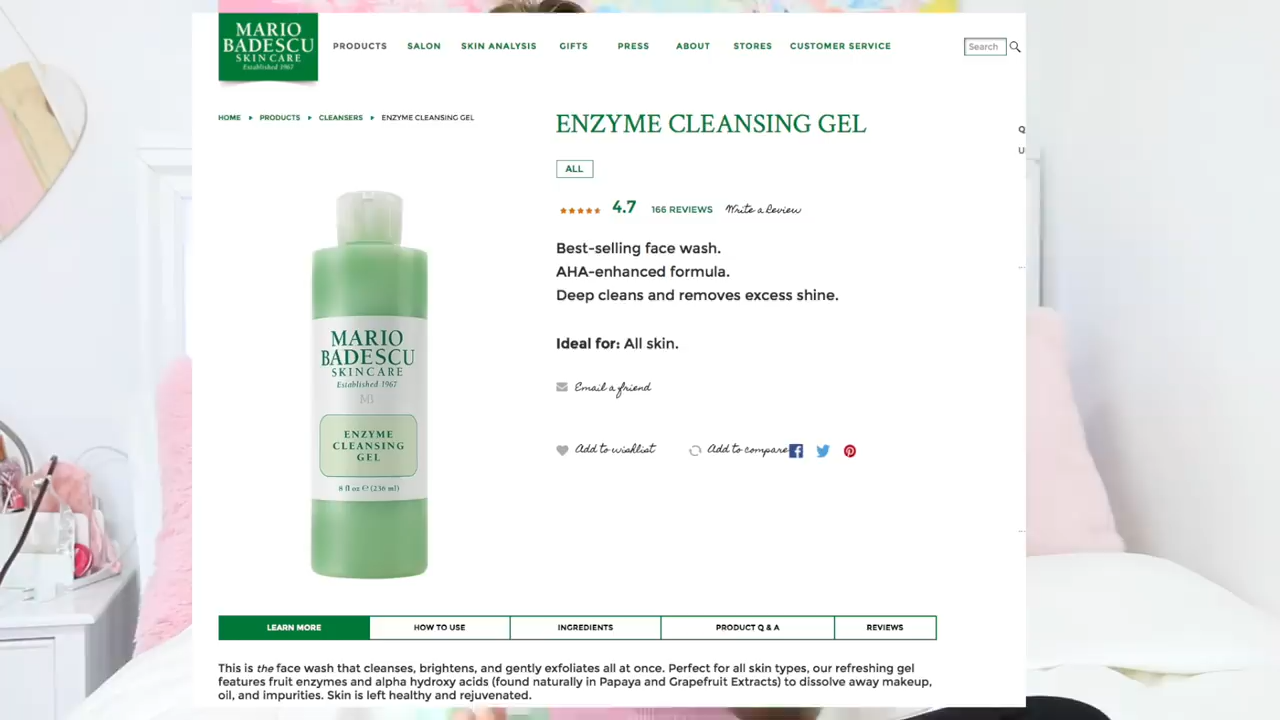 MARIO
BADESCU
SKIN CARE
Established 1967
PRODUCTS SALON SKIN ANALYSIS GIFTS PRESS ABOUT STORES CUSTOMER SERVICE
Search
HOME ▸ PRODUCTS ▸ CLEANSERS ▸ ENZYME CLEANSING GEL
ENZYME CLEANSING GEL
ALL
4.7 166 REVIEWS Write a Review
Best-selling face wash.
AHA-enhanced formula.
Deep cleans and removes excess shine.
Ideal for: All skin.
Email a friend
Add to wishlist Add to compare
MARIO
BADESCU
SKINCARE
Established 1967
MB
ENZYME
CLEANSING
GEL
8 fl oz ℮ (236 ml)
LEARN MORE HOW TO USE INGREDIENTS PRODUCT Q & A REVIEWS
This is the face wash that cleanses, brightens, and gently exfoliates all at once. Perfect for all skin types, our refreshing gel
features fruit enzymes and alpha hydroxy acids (found naturally in Papaya and Grapefruit Extracts) to dissolve away makeup,
oil, and impurities. Skin is left healthy and rejuvenated.